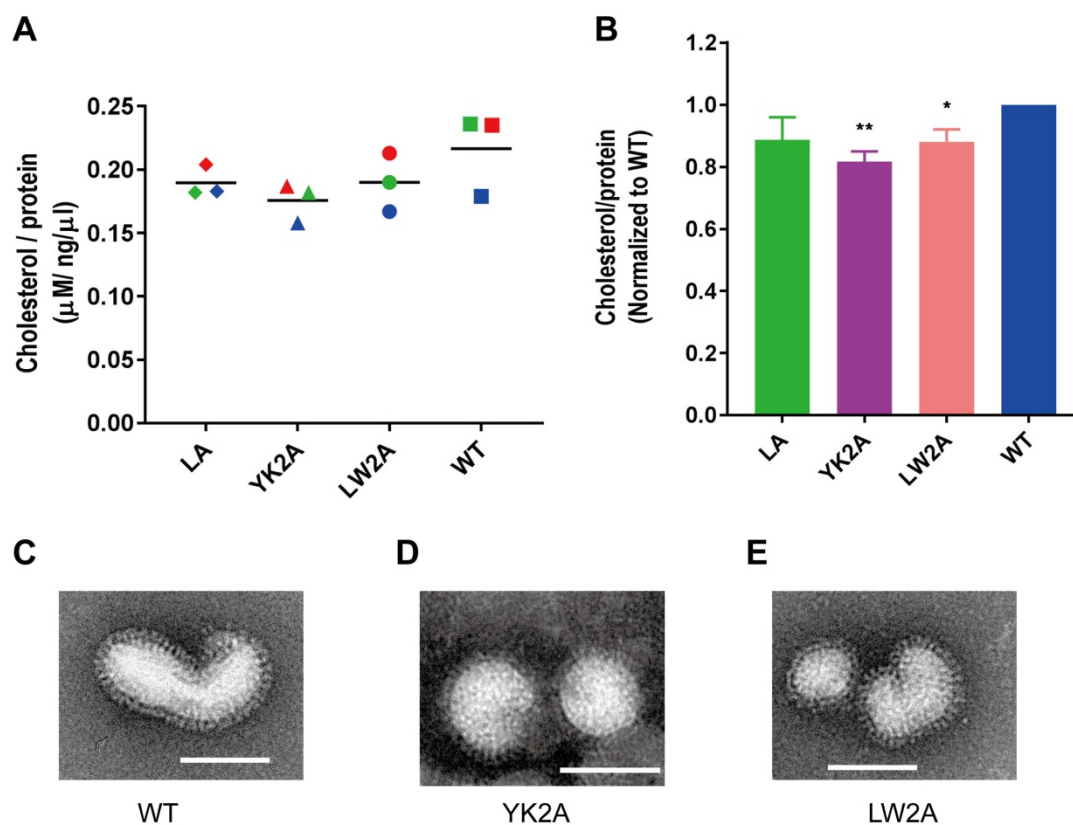 A
Cholesterol / protein
(μM/ ng/μl)
0.25
0.20
0.15
0.10
0.05
0.00
LA
YK2A
LW2A
WT
B
Cholesterol/protein
(Normalized to WT)
1.2
1.0
0.8
0.6
0.4
0.2
0.0
**
*
LA
YK2A
LW2A
WT
C
D
E
WT
YK2A
LW2A